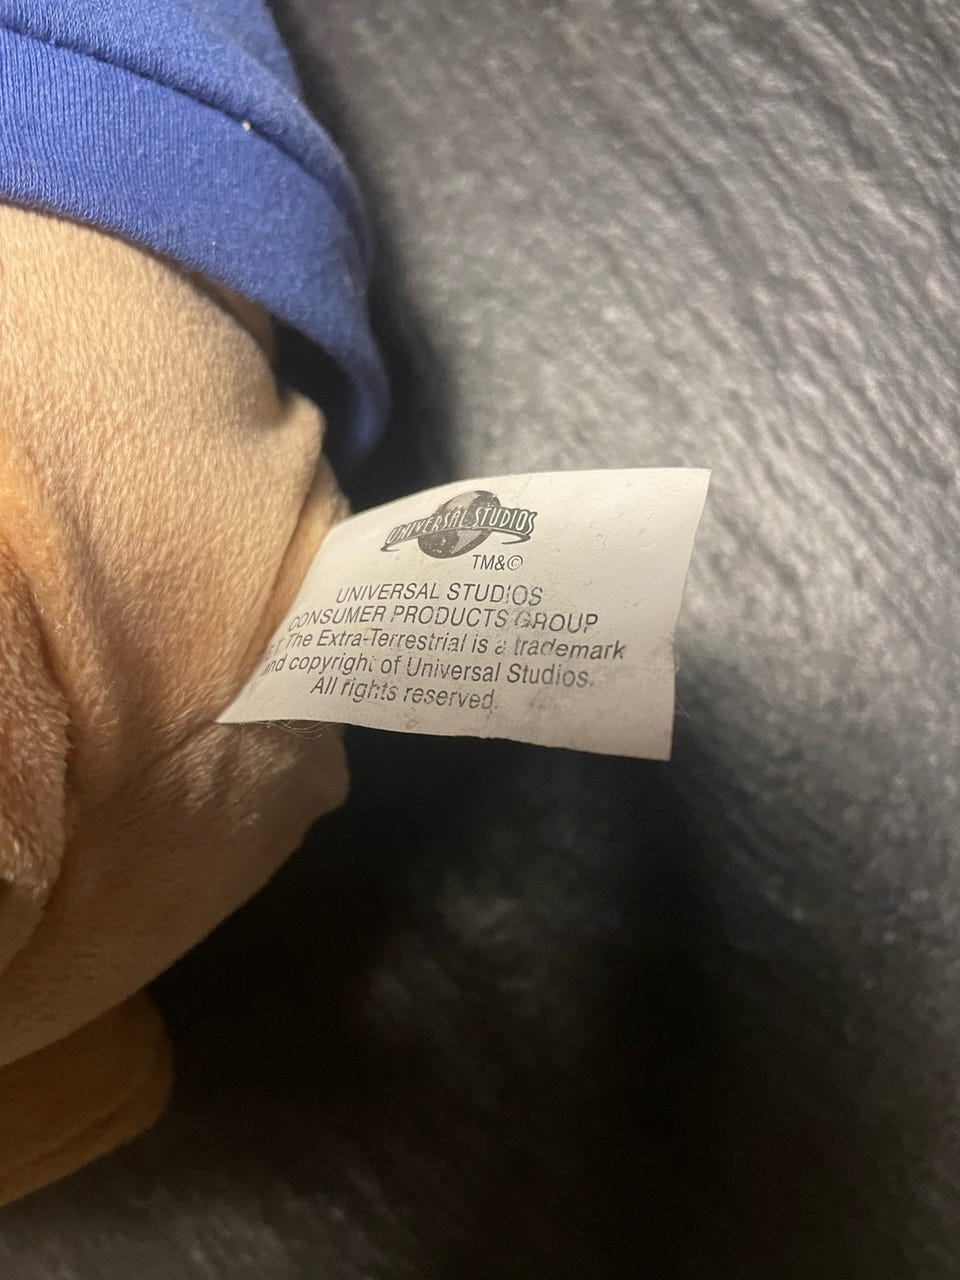 UNIVERSAL STUDIOS
TM&©
UNIVERSAL STUDIOS
CONSUMER PRODUCTS GROUP
The Extra-Terrestrial is a trademark
and copyright of Universal Studios.
All rights reserved.